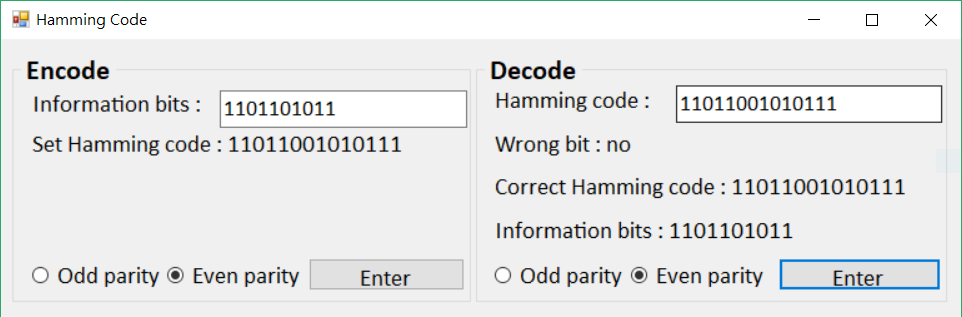 Hamming Code
Encode
Information bits :
1101101011
Set Hamming code : 11011001010111
Odd parity
Even parity
Enter
Decode
Hamming code :
11011001010111
Wrong bit : no
Correct Hamming code : 11011001010111
Information bits : 1101101011
Odd parity
Even parity
Enter